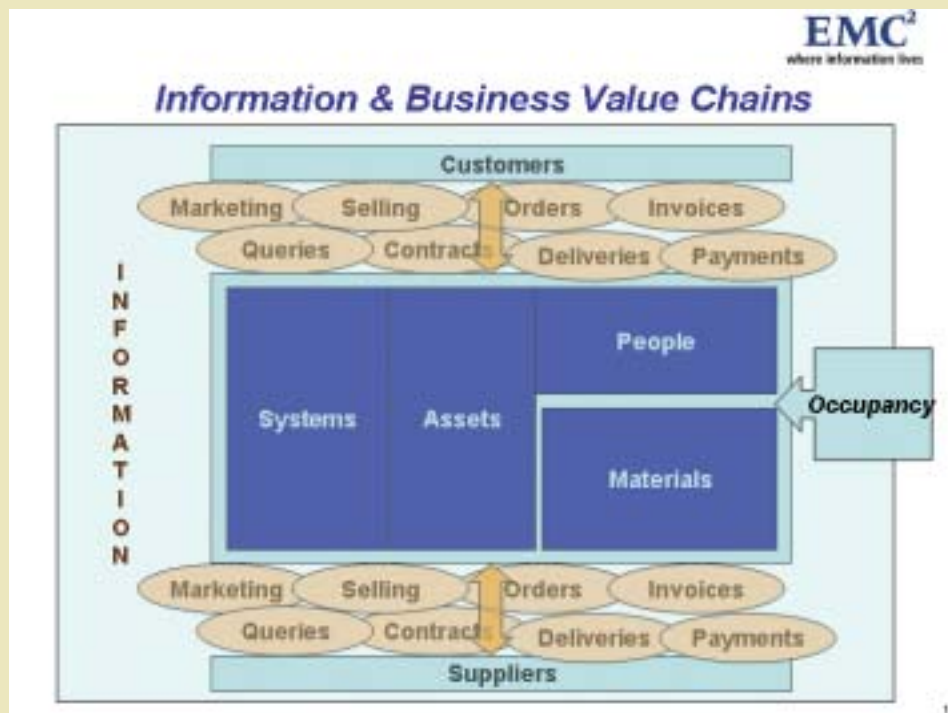 EMC²
where information lives
Information & Business Value Chains
Customers
Marketing Selling Orders Invoices
Queries Contracts Deliveries Payments
INFORMATION
People
Systems Assets
Occupancy
Materials
Marketing Selling Orders Invoices
Queries Contracts Deliveries Payments
Suppliers